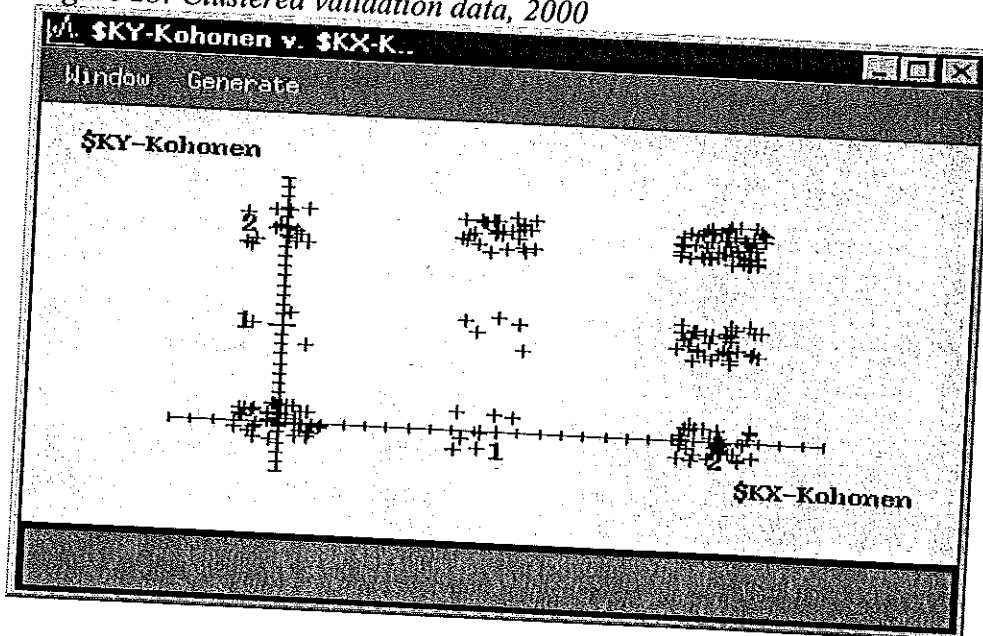 Clustered validation data, 2000
$KY-Kohonen v. $KX-K..
Window Generate
$KY-Kohonen
2
1
1
2
$KX-Kohonen